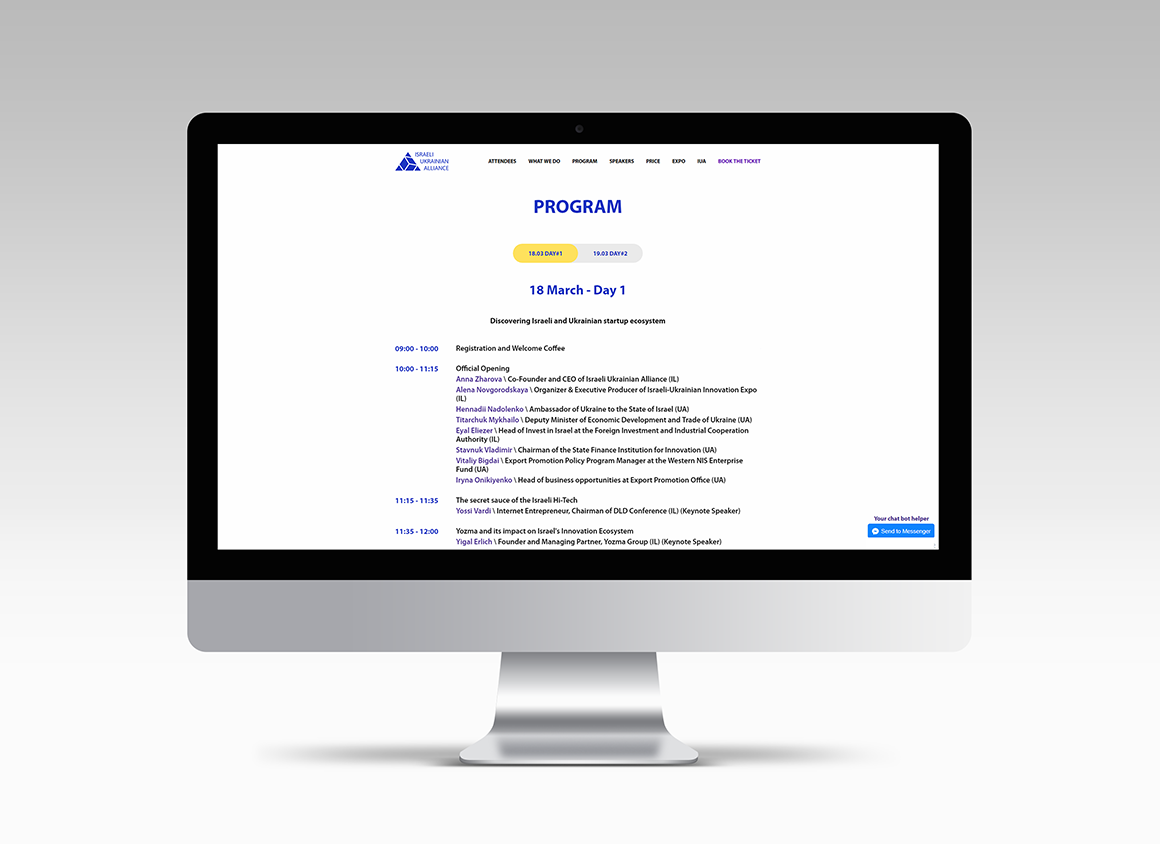 ISRAELI
UKRAINIAN
ALLIANCE
ATTENDEES WHAT WE DO PROGRAM SPEAKERS PRICE EXPO IUA BOOK THE TICKET
PROGRAM
18.03 DAY#1 19.03 DAY#2
18 March - Day 1
Discovering Israeli and Ukrainian startup ecosystem
09:00 - 10:00 Registration and Welcome Coffee
10:00 - 11:15 Official Opening
Anna Zharova \ Co-Founder and CEO of Israeli Ukrainian Alliance (IL)
Alena Novgorodskaya \ Organizer & Executive Producer of Israeli-Ukrainian Innovation Expo
(IL)
Hennadii Nadolenko \ Ambassador of Ukraine to the State of Israel (UA)
Titarchuk Mykhailo \ Deputy Minister of Economic Development and Trade of Ukraine (UA)
Eyal Eliezer \ Head of Invest in Israel at the Foreign Investment and Industrial Cooperation
Authority (IL)
Stavnuk Vladimir \ Chairman of the State Finance Institution for Innovation (UA)
Vitaliy Bigdai \ Export Promotion Policy Program Manager at the Western NIS Enterprise
Fund (UA)
Iryna Onikiyenko \ Head of business opportunities at Export Promotion Office (UA)
11:15 - 11:35 The secret sauce of the Israeli Hi-Tech
Yossi Vardi \ Internet Entrepreneur, Chairman of DLD Conference (IL) (Keynote Speaker)
11:35 - 12:00 Yozma and its impact on Israel's Innovation Ecosystem
Yigal Erlich \ Founder and Managing Partner, Yozma Group (IL) (Keynote Speaker)
Your chat bot helper
Send to Messenger